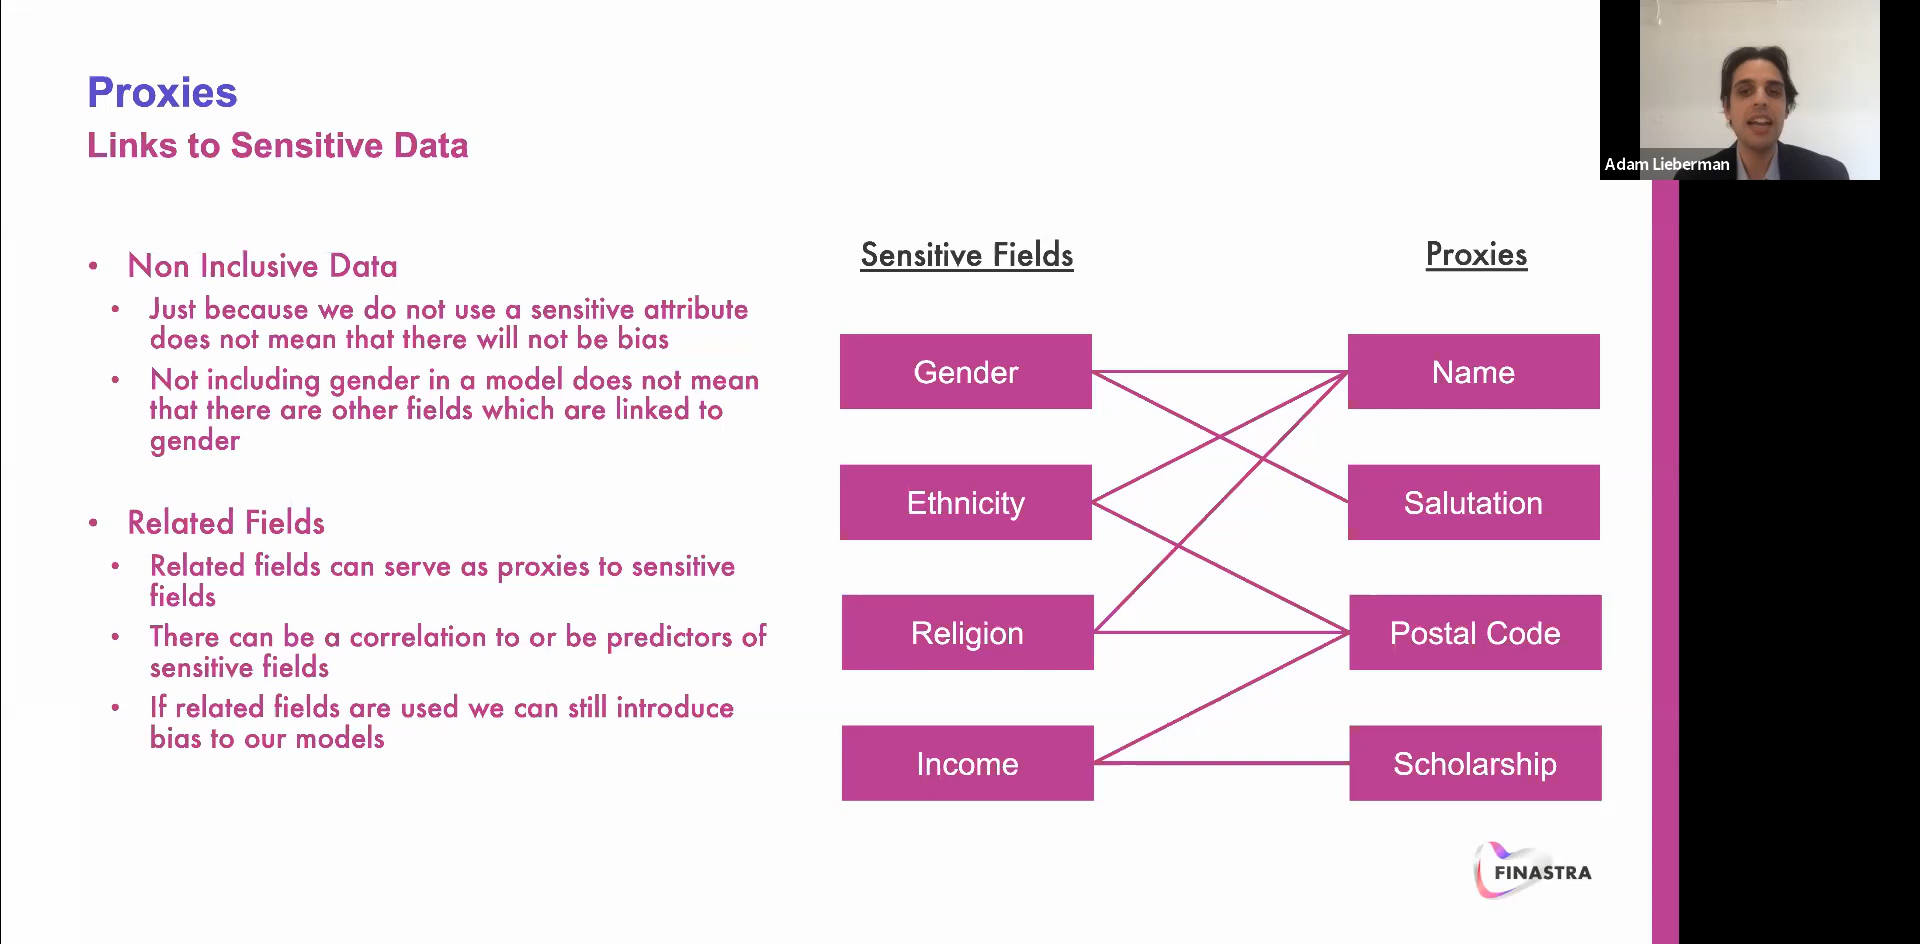 Proxies
Links to Sensitive Data
Non Inclusive Data
Just because we do not use a sensitive attribute
does not mean that there will not be bias
Not including gender in a model does not mean
that there are other fields which are linked to
gender
Related Fields
Related fields can serve as proxies to sensitive
fields
There can be a correlation to or be predictors of
sensitive fields
If related fields are used we can still introduce
bias to our models
Sensitive Fields
Proxies
Gender
Name
Ethnicity
Salutation
Religion
Postal Code
Income
Scholarship
FINASTRA
Adam Lieberman